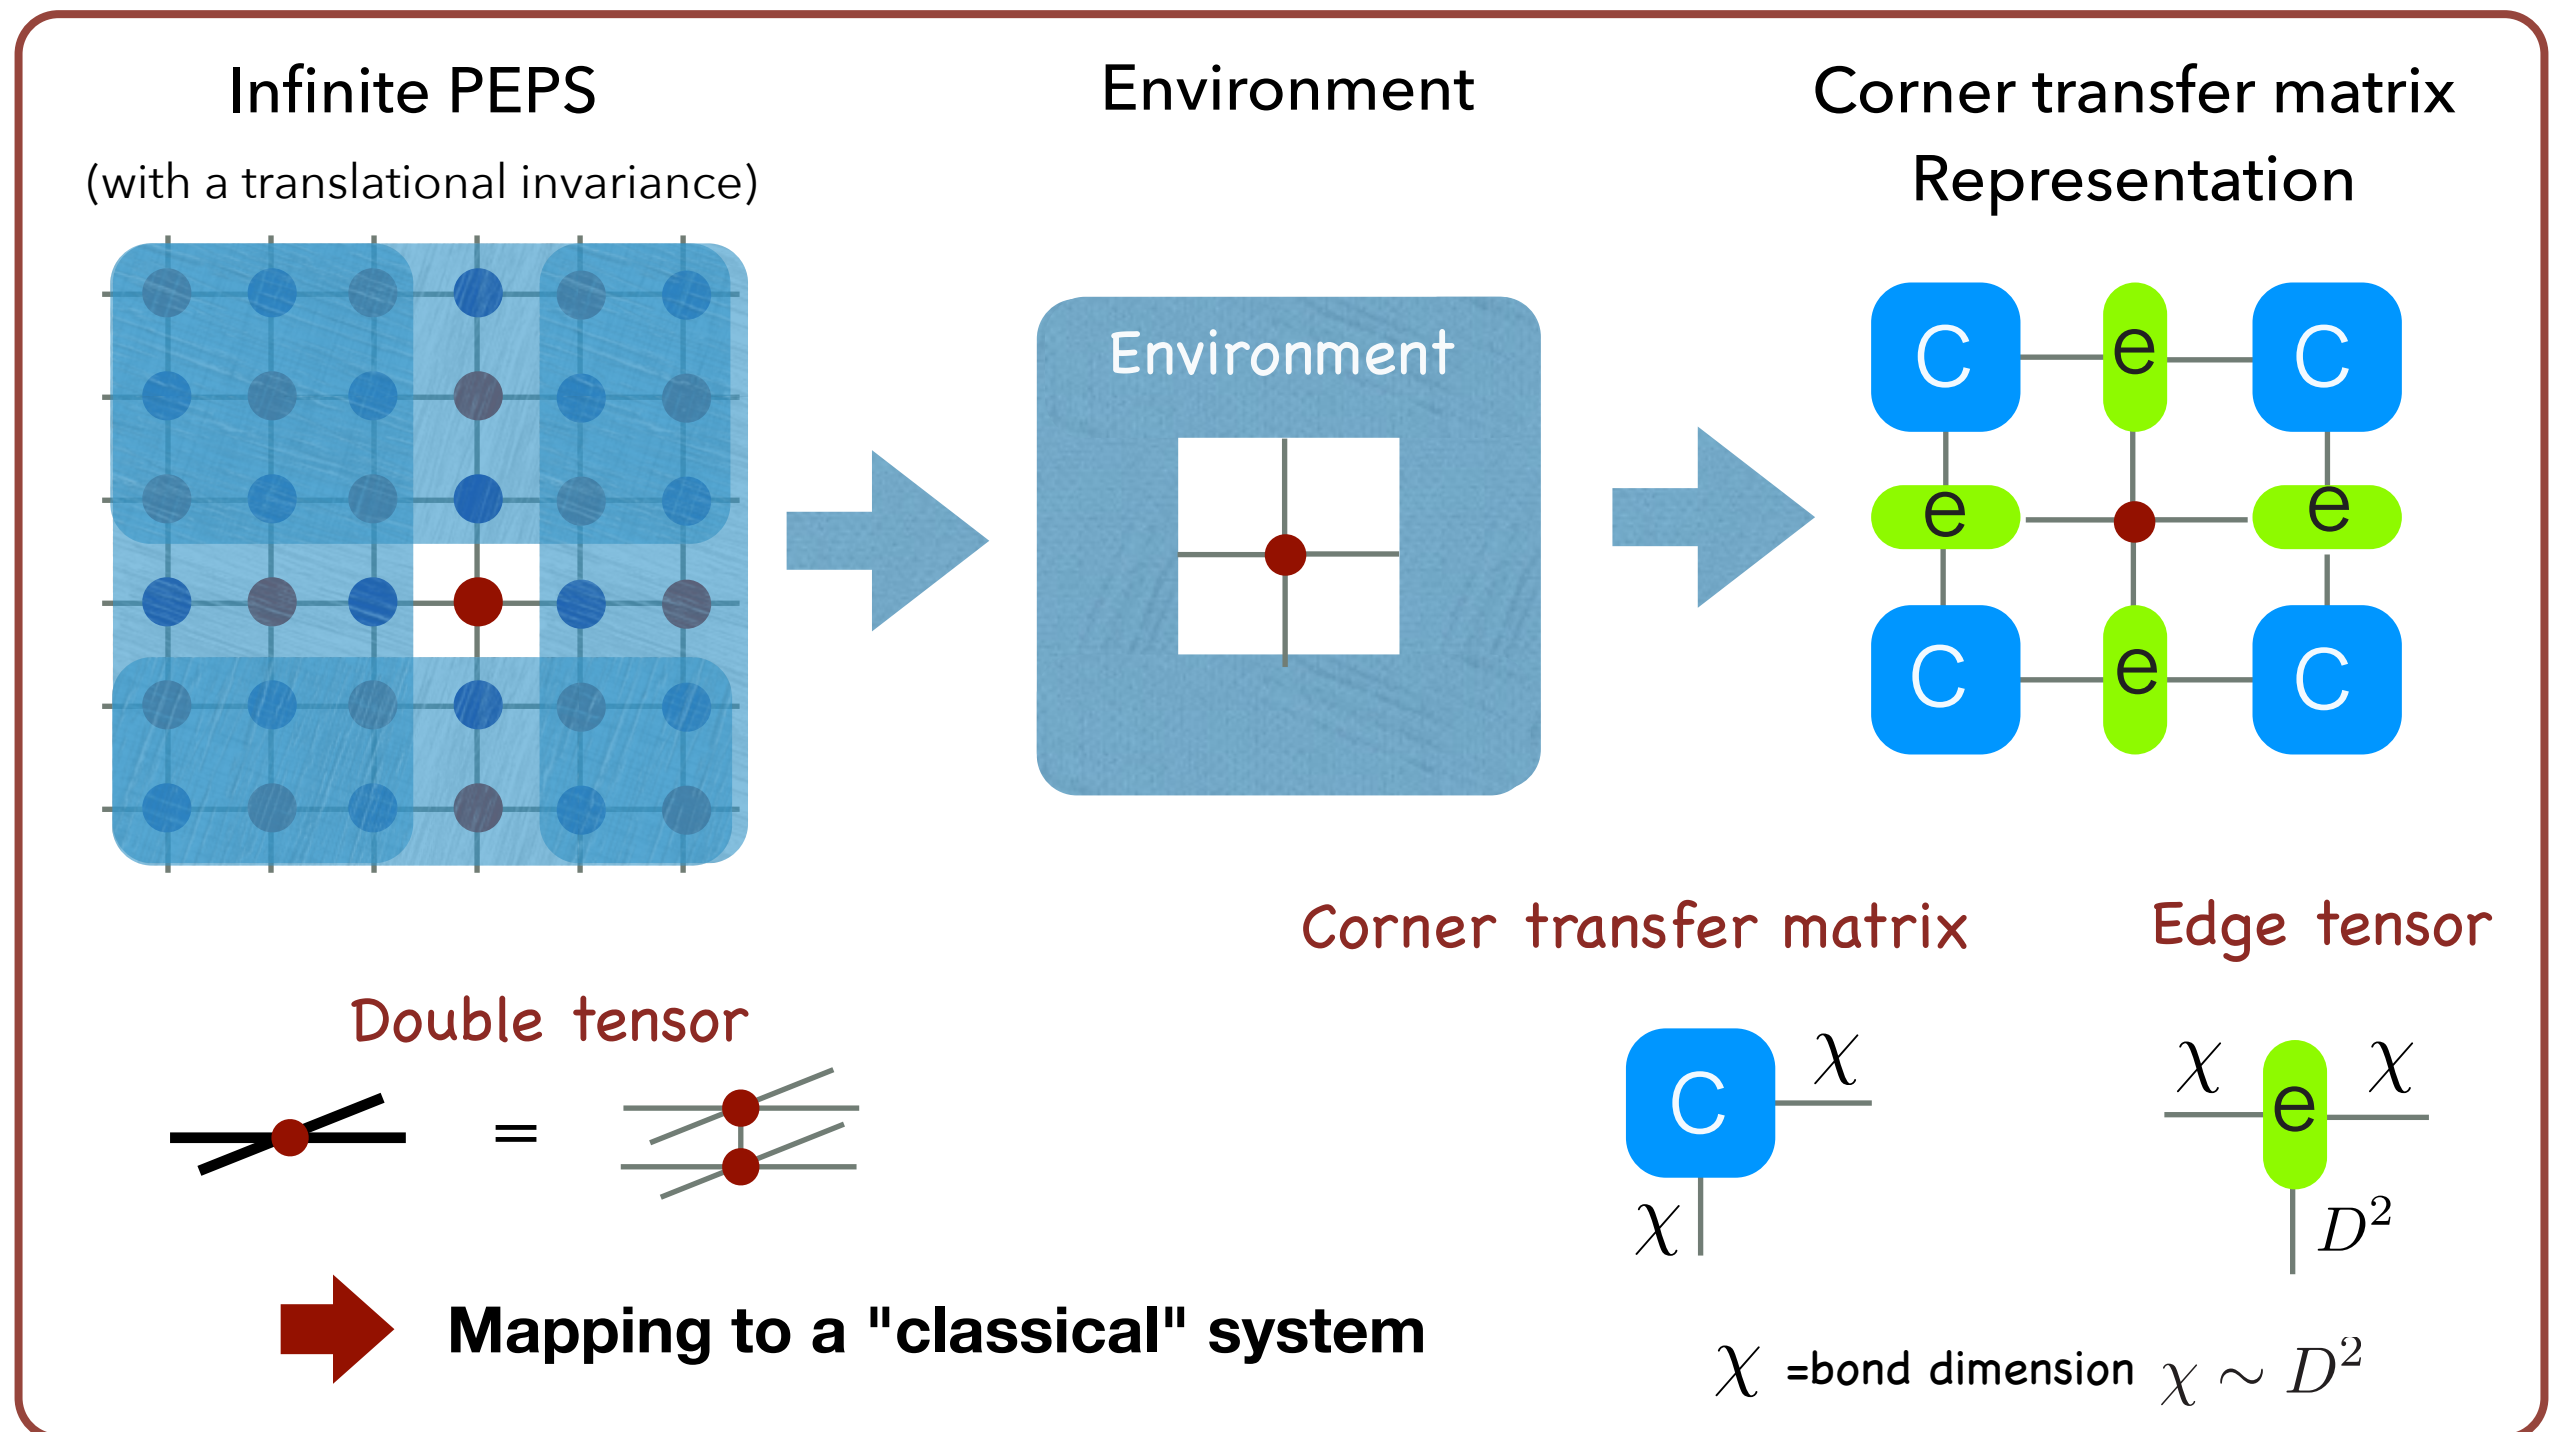 Infinite PEPS
(with a translational invariance)
Environment
Corner transfer matrix
Representation
Environment
C e C
e e
C e C
Double tensor
=
Corner transfer matrix
Edge tensor
C χ
χ
χ e χ
D²
Mapping to a "classical" system
χ =bond dimension χ ∼ D²